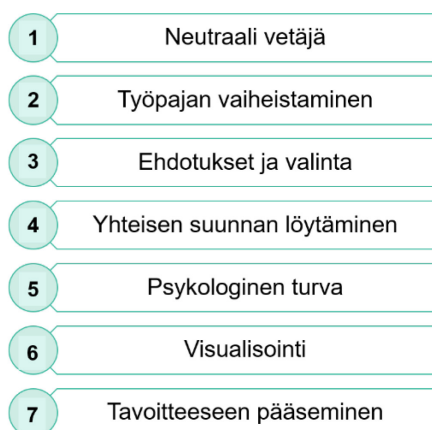 1 Neutraali vetäjä
2 Työpajan vaiheistaminen
3 Ehdotukset ja valinta
4 Yhteisen suunnan löytäminen
5 Psykologinen turva
6 Visualisointi
7 Tavoitteeseen pääseminen